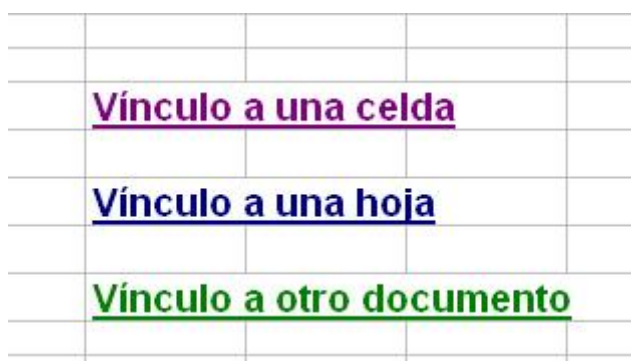 Vínculo a una celda
Vínculo a una hoja
Vínculo a otro documento